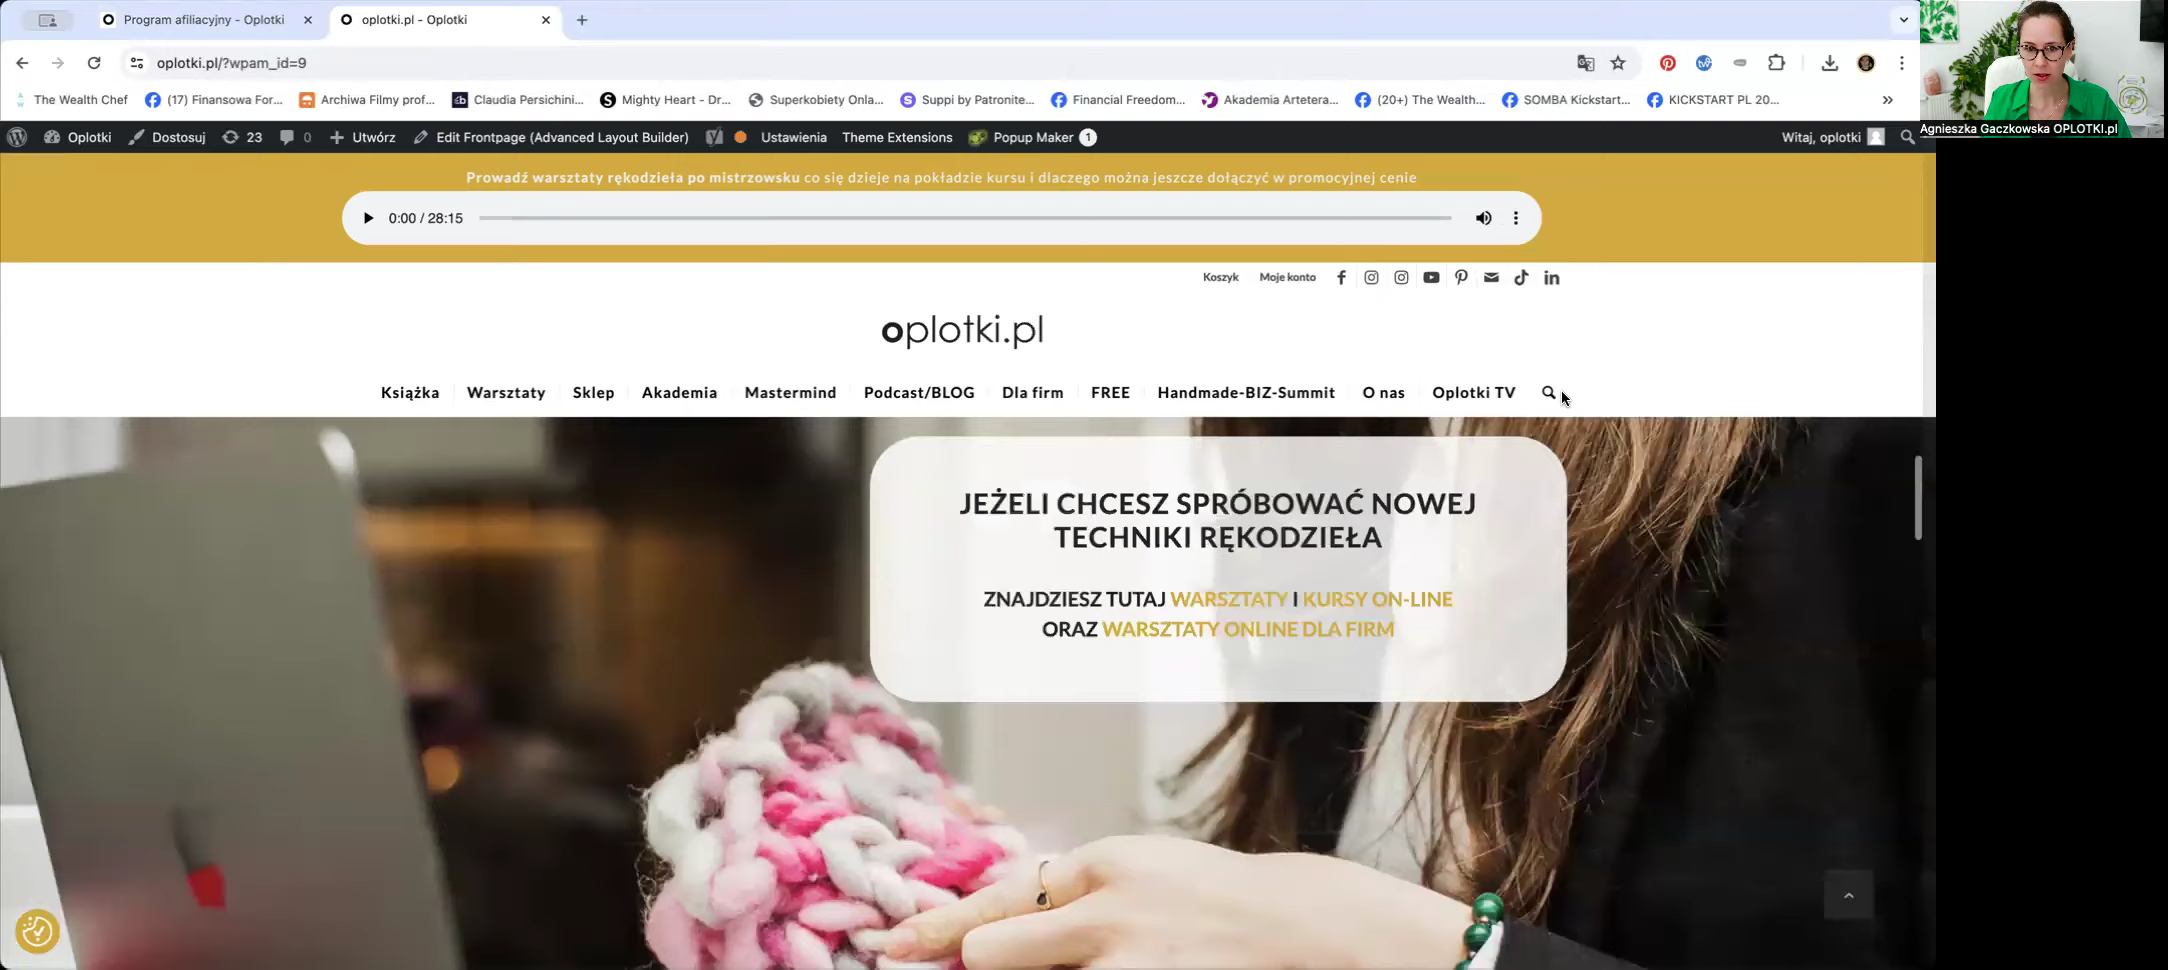 Program afiliacyjny - Oplotki
oplotki.pl - Oplotki
oplotki.pl/?wpam_id=9
The Wealth Chef
(17) Finansowa For...
Archiwa Filmy prof...
Claudia Persichini...
Mighty Heart - Dr...
Superkobiety Onla...
Suppi by Patronite...
Financial Freedom...
Akademia Artetera...
(20+) The Wealth...
SOMBA Kickstart...
KICKSTART PL 20...
Agnieszka Gaczkowska OPLOTKI.pl
Oplotki
Dostosuj
23
0
Utwórz
Edit Frontpage (Advanced Layout Builder)
Ustawienia
Theme Extensions
Popup Maker 1
Witaj, oplotki
Prowadź warsztaty rękodzieła po mistrzowsku co się dzieje na pokładzie kursu i dlaczego można jeszcze dołączyć w promocyjnej cenie
0:00 / 28:15
Koszyk
Moje konto
oplotki.pl
Książka
Warsztaty
Sklep
Akademia
Mastermind
Podcast/BLOG
Dla firm
FREE
Handmade-BIZ-Summit
O nas
Oplotki TV
JEŻELI CHCESZ SPRÓBOWAĆ NOWEJ
TECHNIKI RĘKODZIEŁA
ZNAJDZIESZ TUTAJ WARSZTATY I KURSY ON-LINE
ORAZ WARSZTATY ONLINE DLA FIRM